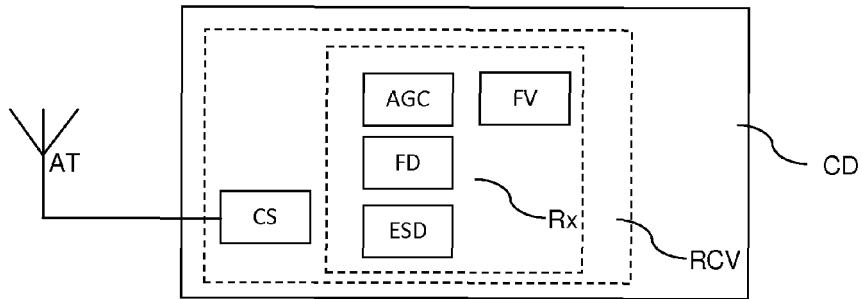 AGC FV
AT
FD
CD
CS
ESD
Rx
RCV